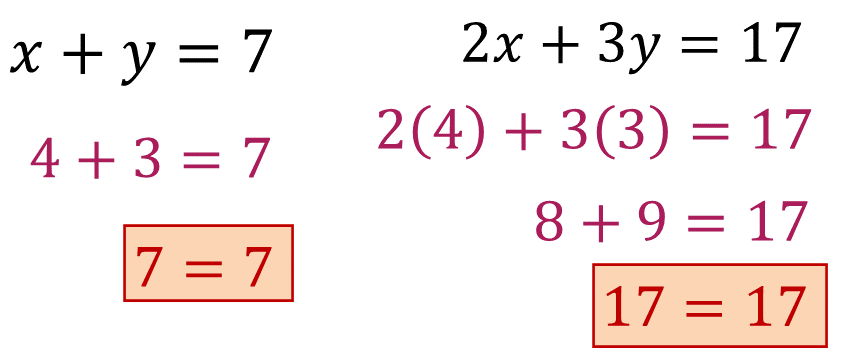 x + y = 7
4 + 3 = 7
7 = 7
2x + 3y = 17
2(4) + 3(3) = 17
8 + 9 = 17
17 = 17